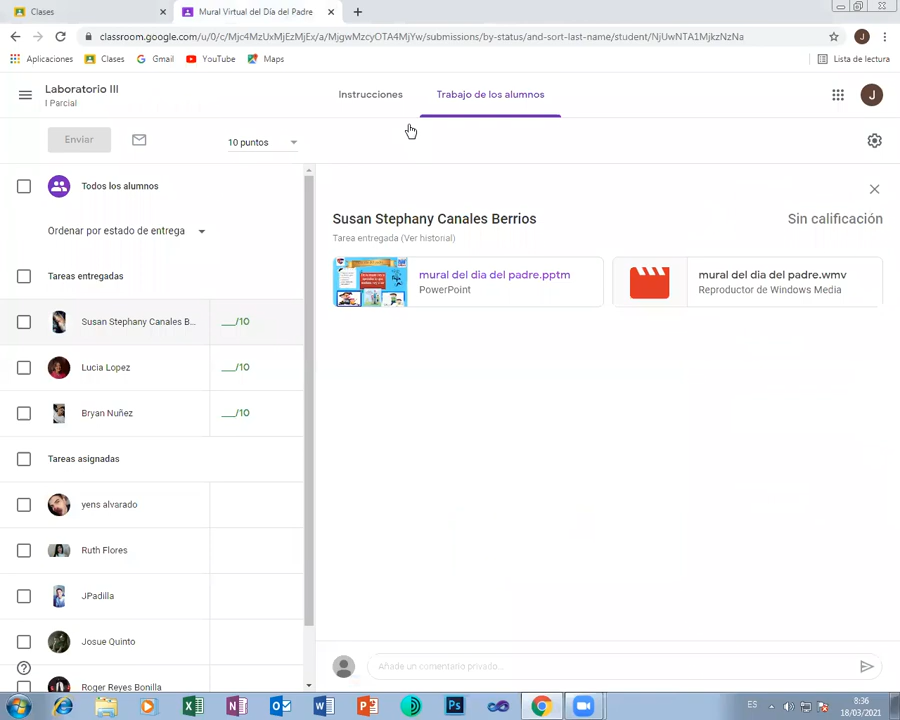 Clases
Mural Virtual del Día del Padre
classroom.google.com/u/0/c/Mjc4MzUxMjEzMjEx/a/MjgwMzcyOTA4MjYw/submissions/by-status/and-sort-last-name/student/NjUwNTA1MjkzNzNa
J
Aplicaciones
Clases
Gmail
YouTube
Maps
Lista de lectura
Laboratorio III
I Parcial
Instrucciones
Trabajo de los alumnos
J
Enviar
10 puntos
Todos los alumnos
Ordenar por estado de entrega
Tareas entregadas
Susan Stephany Canales B...
___/10
Lucia Lopez
___/10
Bryan Nuñez
___/10
Tareas asignadas
yens alvarado
Ruth Flores
JPadilla
Josue Quinto
Roger Reyes Bonilla
Susan Stephany Canales Berrios
Sin calificación
Tarea entregada (Ver historial)
mural del dia del padre.pptm
PowerPoint
mural del dia del padre.wmv
Reproductor de Windows Media
Añade un comentario privado...
ES
8:36
18/03/2021